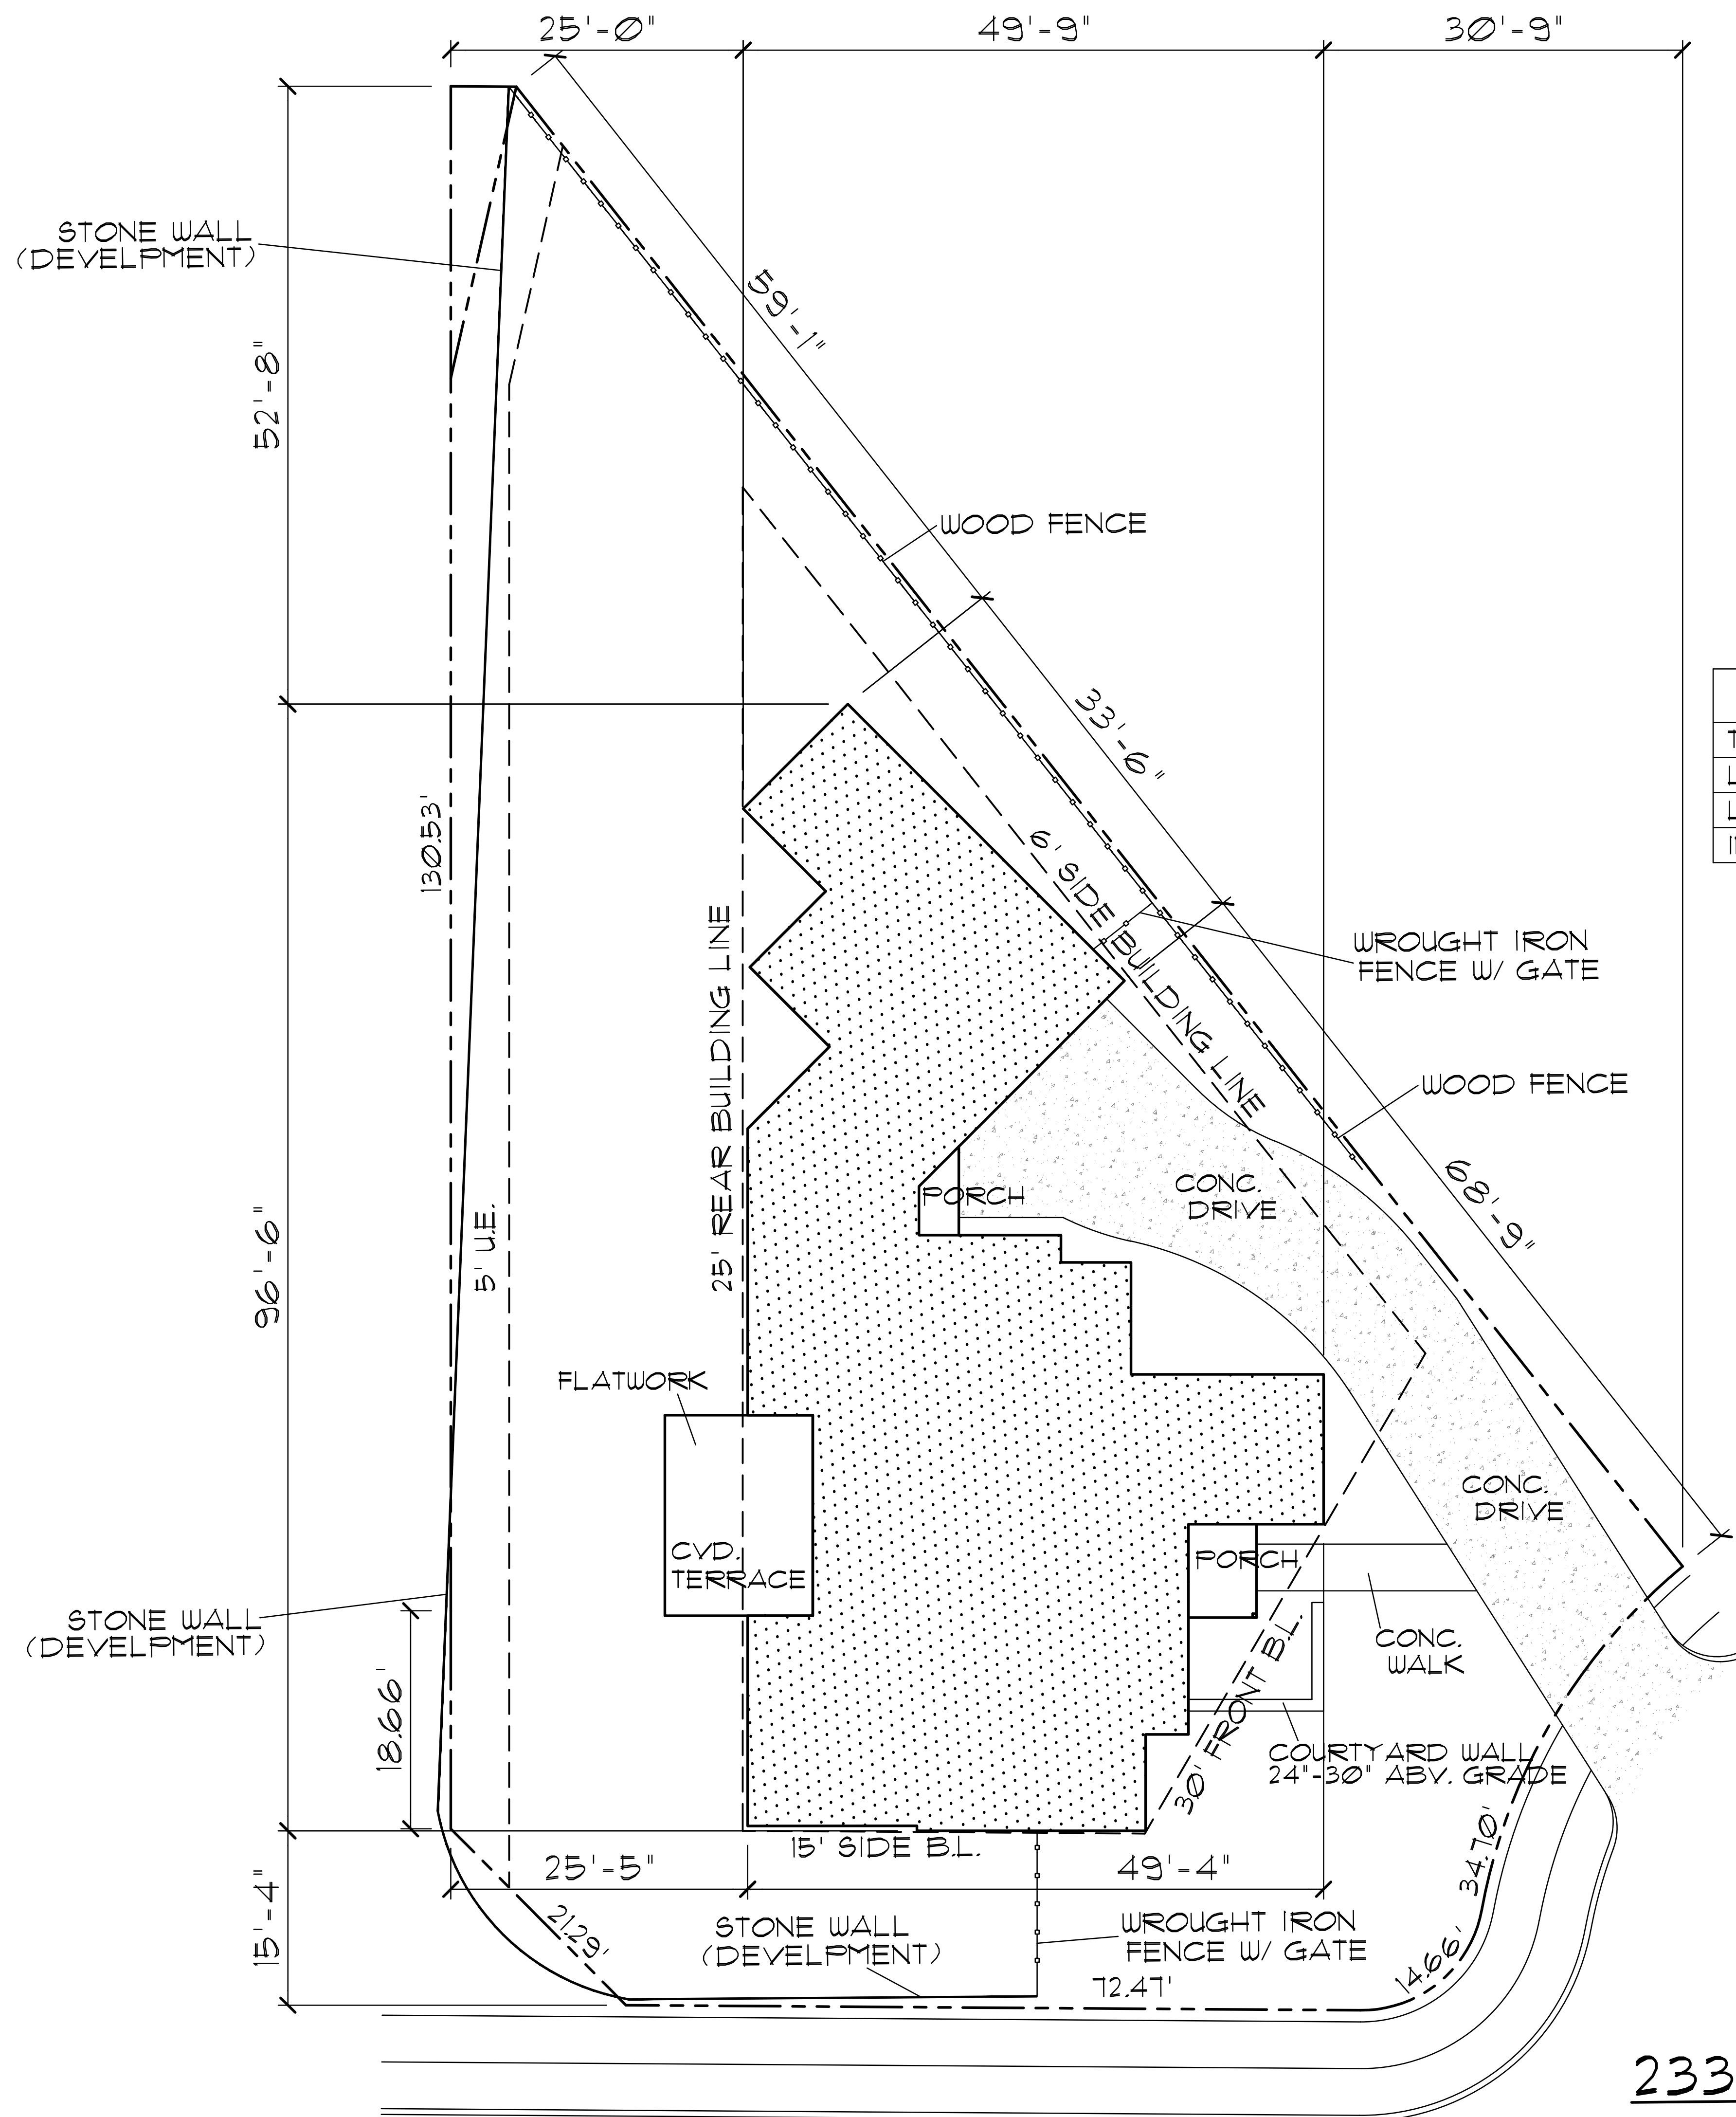 25'-0"
49'-9"
30'-9"
STONE WALL
(DEVELPMENT)
59'-1"
52'-8"
WOOD FENCE
33'-6"
130.53'
6' SIDE BUILDING LINE
25' REAR BUILDING LINE
WROUGHT IRON
FENCE W/ GATE
WOOD FENCE
68'-9"
PORCH
CONC.
DRIVE
96'-6"
5' U.E.
FLATWORK
CONC.
DRIVE
CVD.
TERRACE
PORCH
STONE WALL
(DEVELPMENT)
CONC.
WALK
18.66'
30' FRONT B.L.
COURTYARD WALL
24"-30" ABV. GRADE
15' SIDE B.L.
34.70'
25'-5"
49'-4"
15'-4"
21.29'
STONE WALL
(DEVELPMENT)
WROUGHT IRON
FENCE W/ GATE
14.66'
72.47'
233